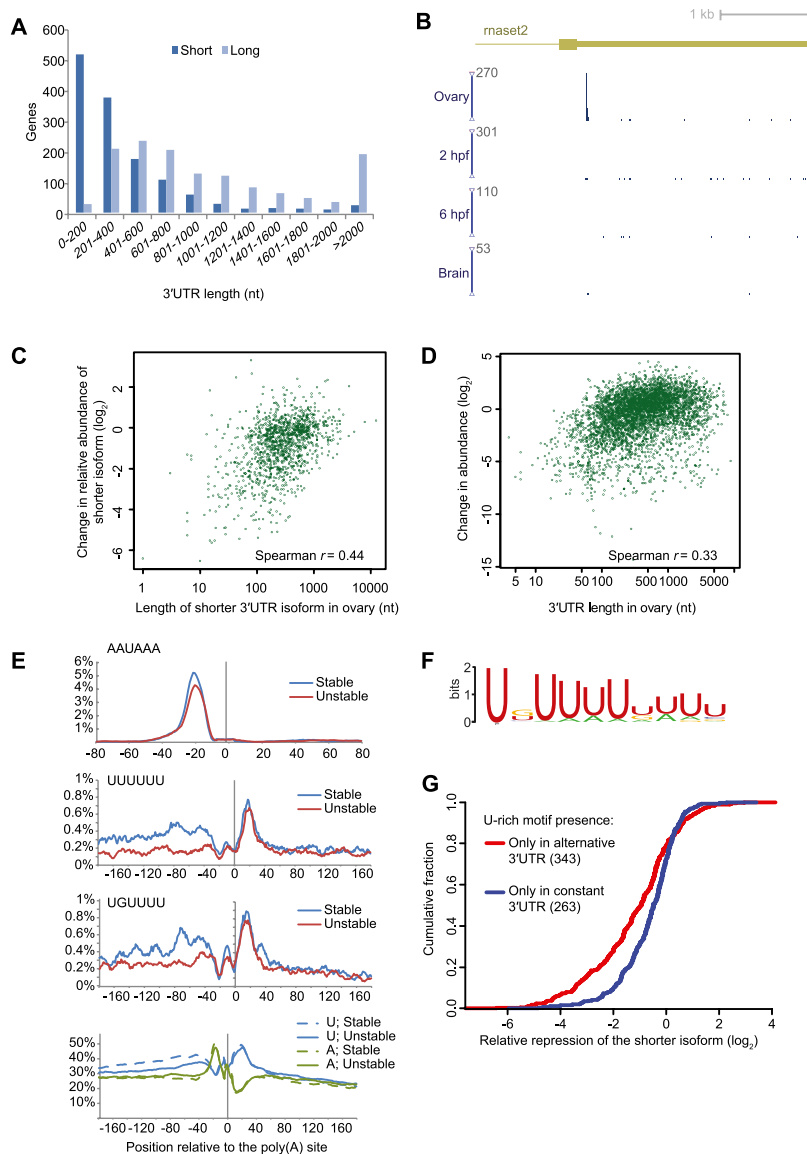 A
600
500
400
300
200
100
0
Genes
Short
Long
0-200
201-400
401-600
601-800
801-1000
1001-1200
1201-1400
1401-1600
1601-1800
1801-2000
>2000
3′UTR length (nt)
B
1 kb
rnaset2
270
Ovary
301
2 hpf
110
6 hpf
53
Brain
C
Change in relaitve abundance of
shorter isoform (log2)
2
0
-2
-4
-6
Spearman r = 0.44
1
10
100
1000
10000
Length of shorter 3′UTR isoform in ovary (nt)
D
Change in abundance (log2)
5
0
-5
-10
-15
Spearman r = 0.33
5 10 50 100 500 1000 5000
3′UTR length in ovary (nt)
E
AAUAAA
6%
5%
4%
3%
2%
1%
Stable
Unstable
-80 -60 -40 -20 0 20 40 60 80
UUUUUU
1%
0.8%
0.6%
0.4%
0.2%
0%
Stable
Unstable
-160 -120 -80 -40 0 40 80 120 160
UGUUUU
1%
0.8%
0.6%
0.4%
0.2%
0%
Stable
Unstable
-160 -120 -80 -40 0 40 80 120 160
50%
40%
30%
20%
10%
U; Stable
U; Unstable
A; Stable
A; Unstable
-160 -120 -80 -40 0 40 80 120 160
Position relative to the poly(A) site
F
bits
2
1
0
G
Cumulative fraction
1.0
0.8
0.6
0.4
0.2
0.0
U-rich motif presence:
Only in alternative
3′UTR (343)
Only in constant
3′UTR (263)
-6 -4 -2 0 2 4
Relative repression of the shorter isoform (log2)